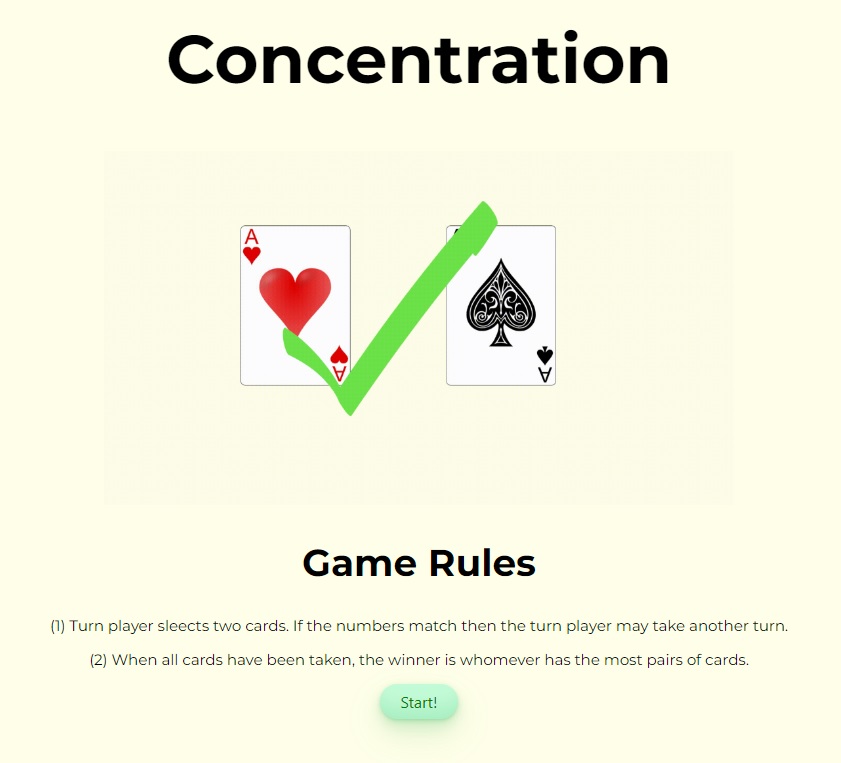 Concentration
A
A
A
Game Rules
(1) Turn player sleects two cards. If the numbers match then the turn player may take another turn.
(2) When all cards have been taken, the winner is whomever has the most pairs of cards.
Start!